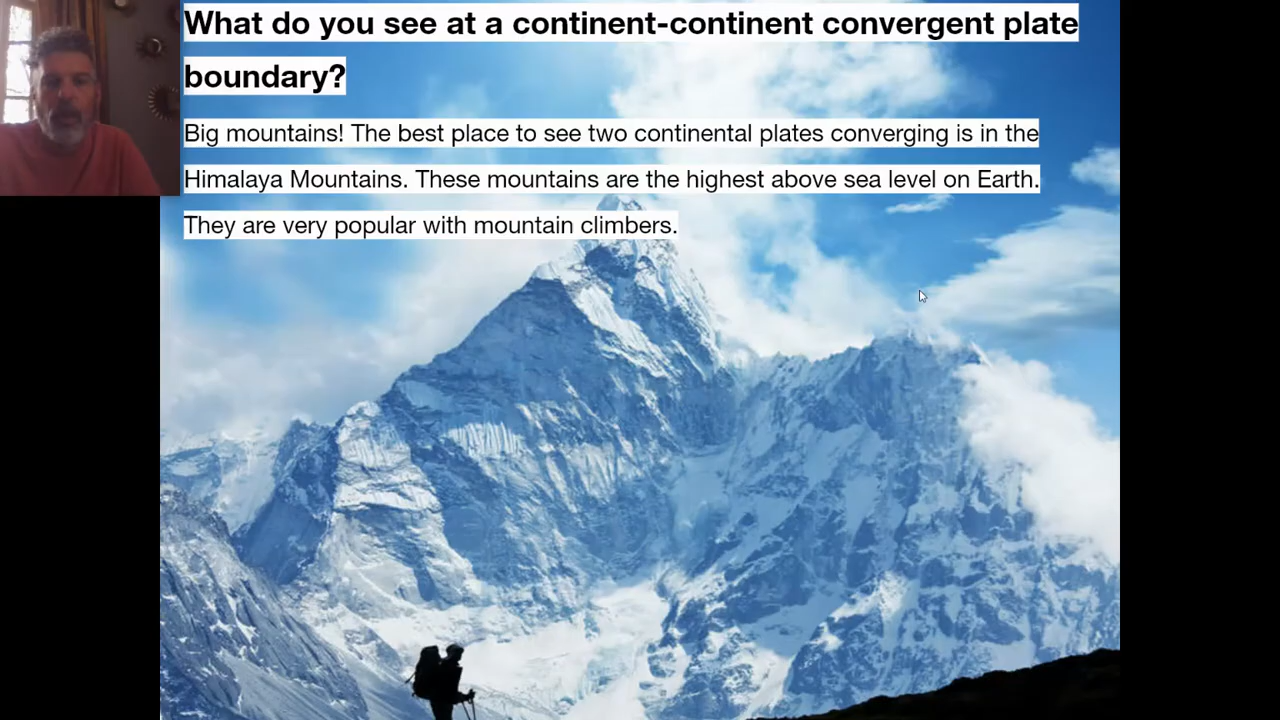 What do you see at a continent-continent convergent plate
boundary?
Big mountains! The best place to see two continental plates converging is in the
Himalaya Mountains. These mountains are the highest above sea level on Earth.
They are very popular with mountain climbers.